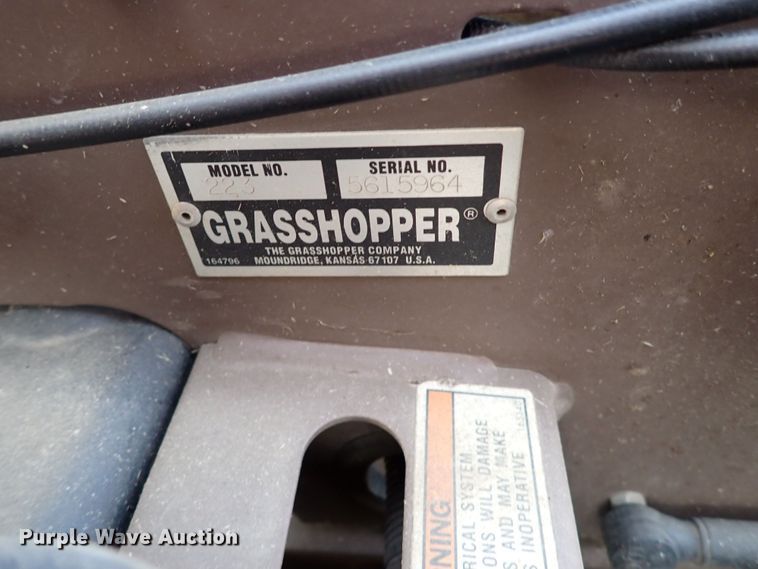 MODEL NO.
SERIAL NO.
223
5615964
GRASSHOPPER®
THE GRASSHOPPER COMPANY
164796 MOUNDRIDGE, KANSAS 67107 U.S.A.
RICAL SYSTEM.
ONS WILL DAMAGE
S AND MAY MAKE
S INOPERATIVE
NING
Purple Wave Auction